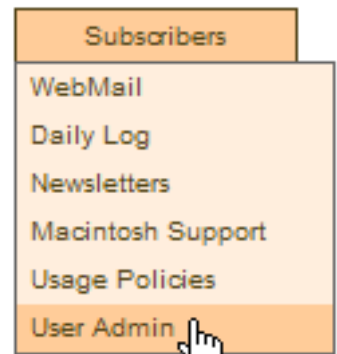 Subscribers
WebMail
Daily Log
Newsletters
Macintosh Support
Usage Policies
User Admin